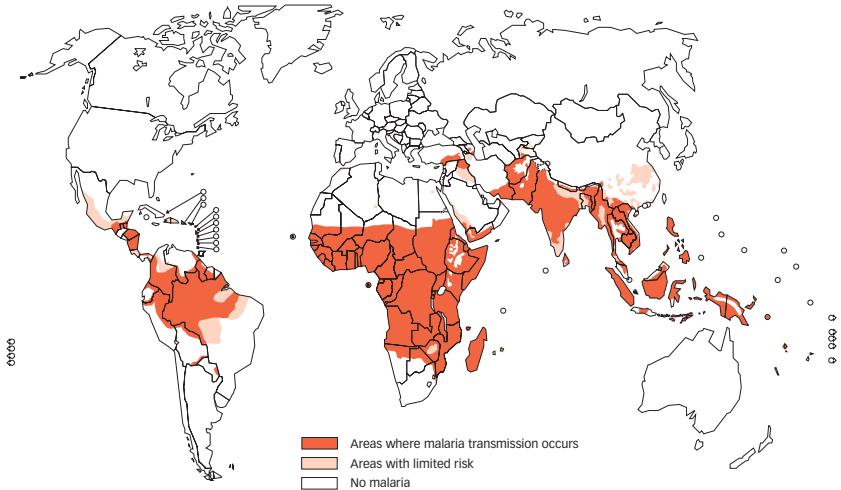 Areas where malaria transmission occurs
Areas with limited risk
No malaria